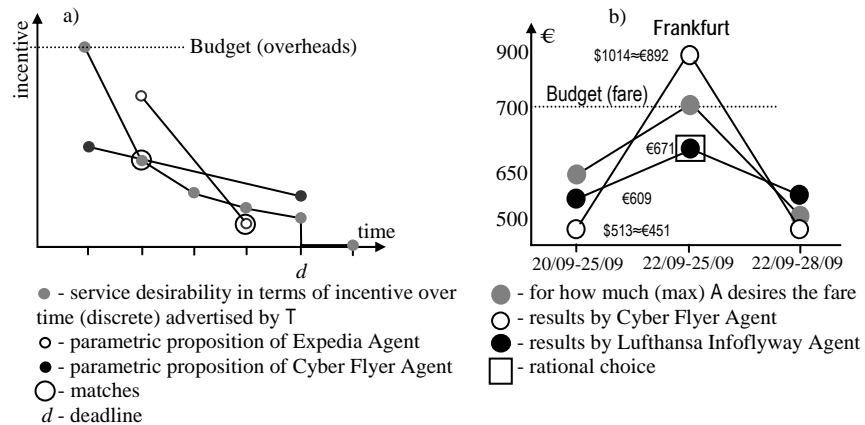 a)
incentive
Budget (overheads)
time
d
- service desirability in terms of incentive over
time (discrete) advertised by T
- parametric proposition of Expedia Agent
- parametric proposition of Cyber Flyer Agent
- matches
d - deadline
b)
€
Frankfurt
900
$1014≈€892
Budget (fare)
700
€671
650
€609
500
$513≈€451
20/09-25/09 22/09-25/09 22/09-28/09
- for how much (max) A desires the fare
- results by Cyber Flyer Agent
- results by Lufthansa Infoflyway Agent
- rational choice